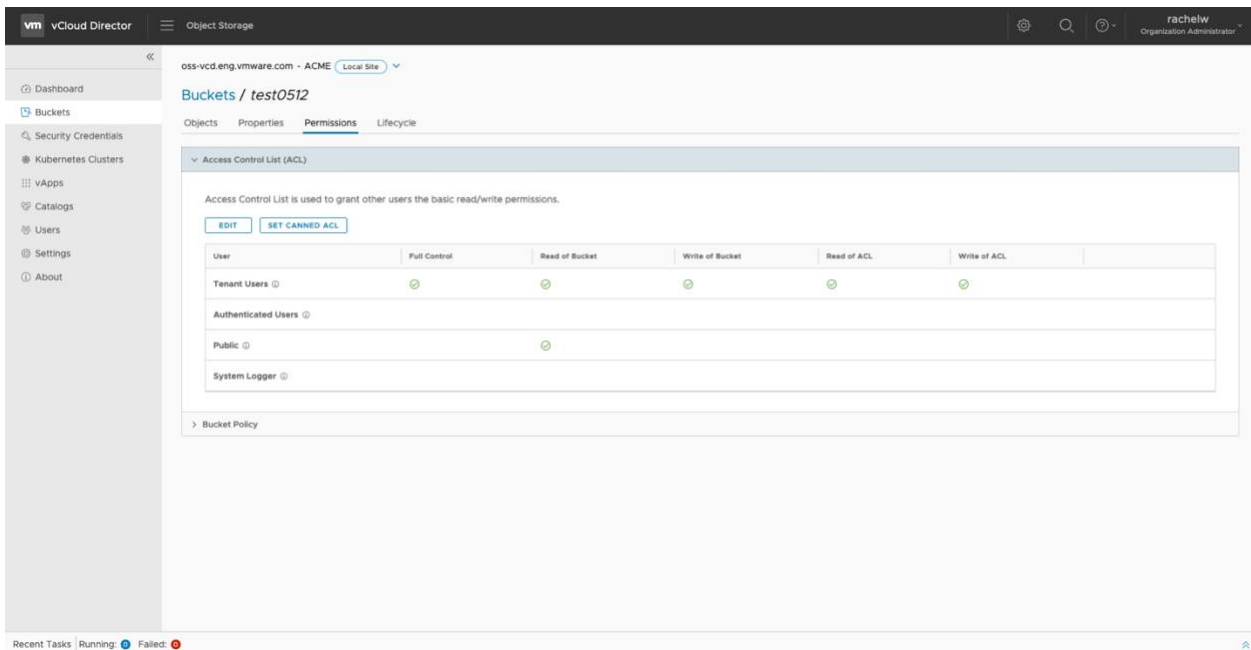 vm vCloud Director Object Storage rachelw
Organization Administrator
oss-vcd.eng.vmware.com - ACME Local Site
Dashboard
Buckets
Security Credentials
Kubernetes Clusters
vApps
Catalogs
Users
Settings
About
Buckets / test0512
Objects Properties Permissions Lifecycle
Access Control List (ACL)
Access Control List is used to grant other users the basic read/write permissions.
EDIT SET CANNED ACL
User Full Control Read of Bucket Write of Bucket Read of ACL Write of ACL
Tenant Users
Authenticated Users
Public
System Logger
Bucket Policy
Recent Tasks Running: 0 Failed: 0